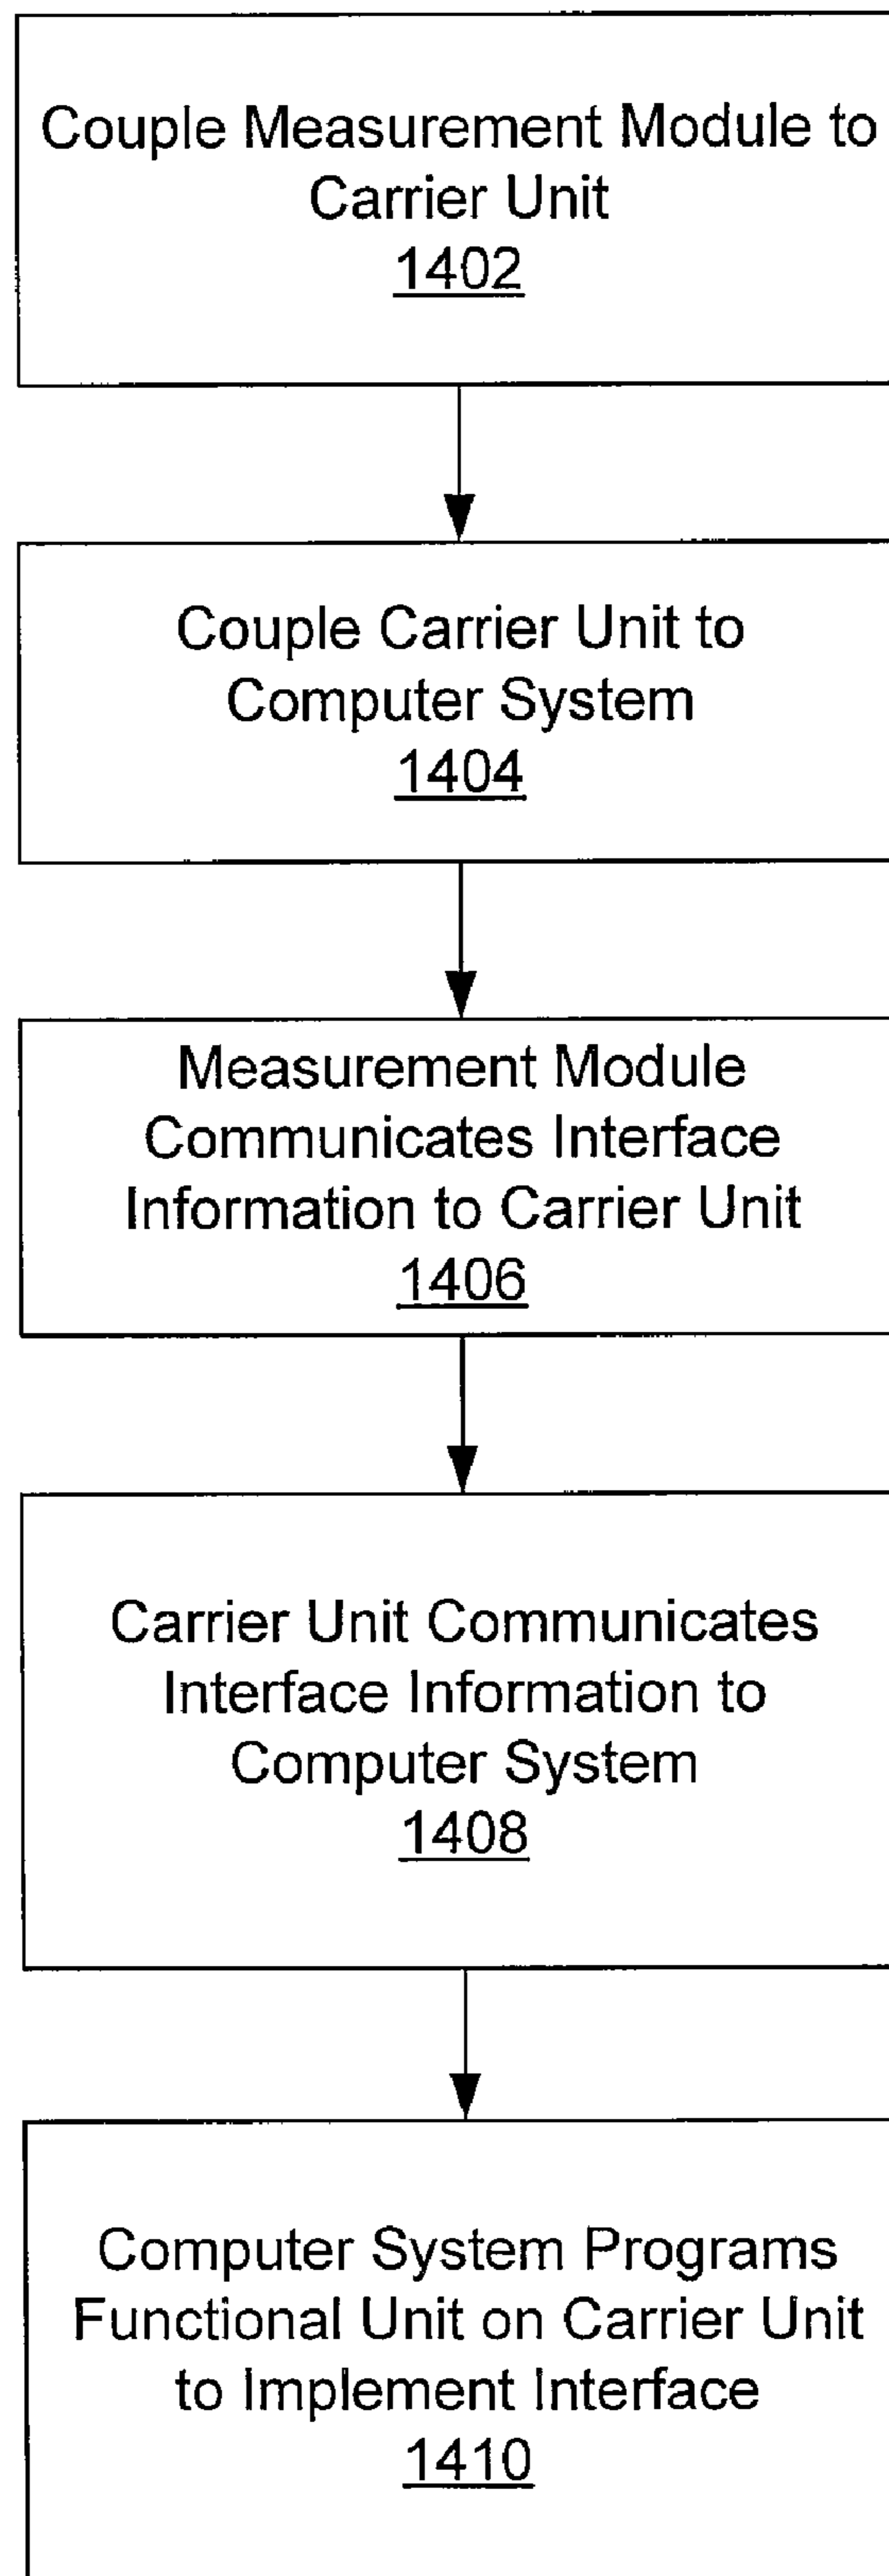 Couple Measurement Module to
Carrier Unit
1402
Couple Carrier Unit to
Computer System
1404
Measurement Module
Communicates Interface
Information to Carrier Unit
1406
Carrier Unit Communicates
Interface Information to
Computer System
1408
Computer System Programs
Functional Unit on Carrier Unit
to Implement Interface
1410